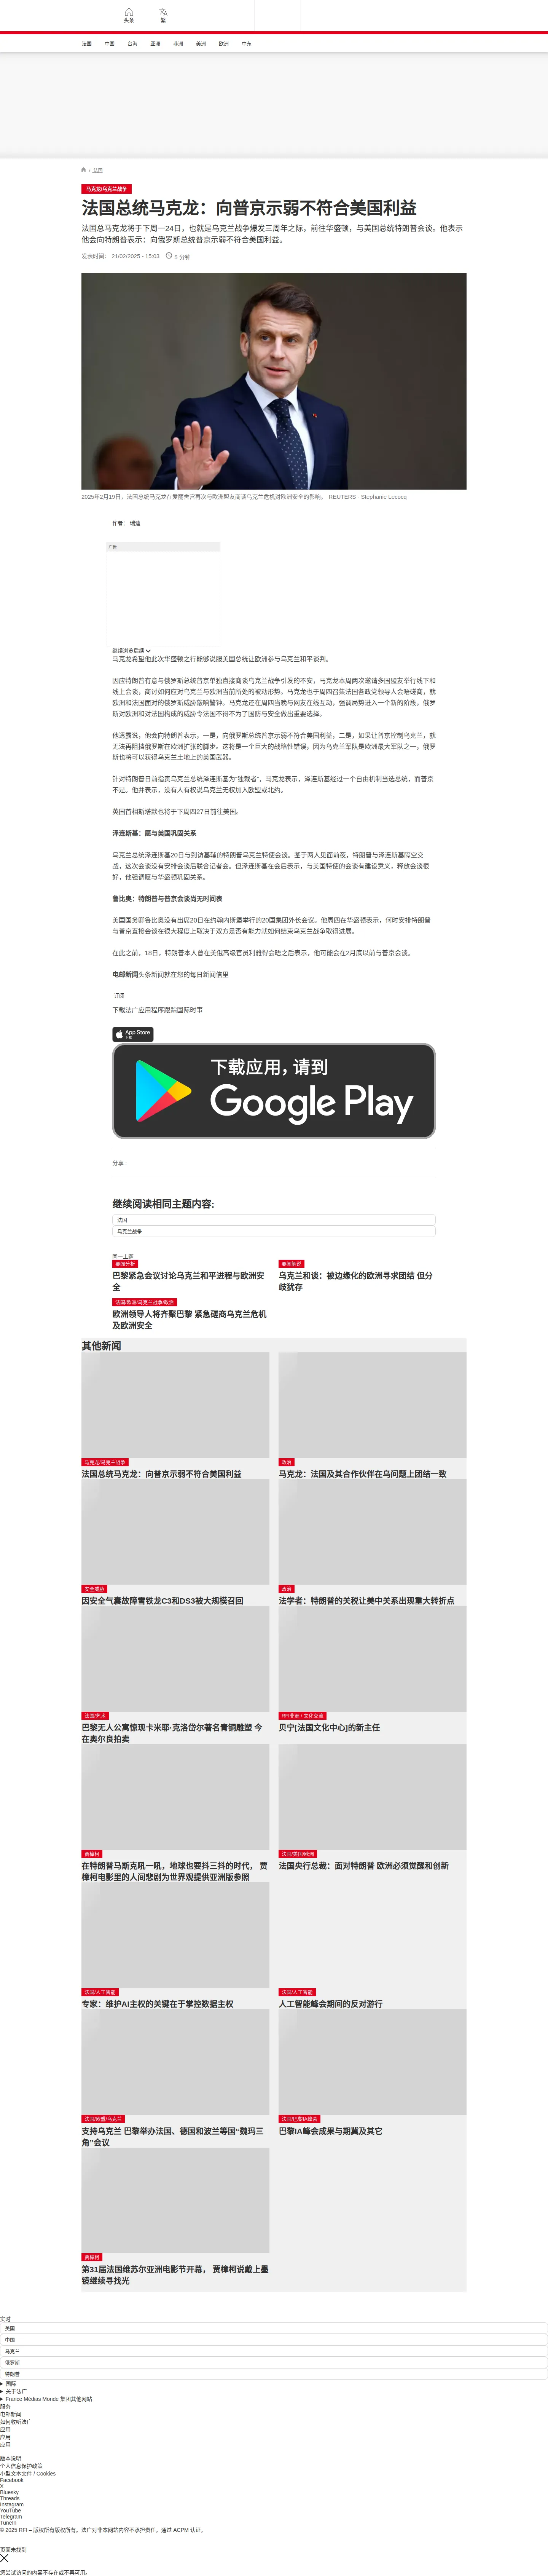 头条
繁
法国
中国
台海
亚洲
非洲
美洲
欧洲
中东
/ 法国
马克龙/乌克兰战争
法国总统马克龙：向普京示弱不符合美国利益
法国总马克龙将于下周一24日，也就是乌克兰战争爆发三周年之际，前往华盛顿，与美国总统特朗普会谈。他表示
他会向特朗普表示：向俄罗斯总统普京示弱不符合美国利益。
发表时间： 21/02/2025 - 15:03 5 分钟
2025年2月19日，法国总统马克龙在爱丽舍宫再次与欧洲盟友商谈乌克兰危机对欧洲安全的影响。 REUTERS - Stephanie Lecocq
作者： 瑞迪
广告
继续浏览后续
马克龙希望他此次华盛顿之行能够说服美国总统让欧洲参与乌克兰和平谈判。
因应特朗普有意与俄罗斯总统普京单独直接商谈乌克兰战争引发的不安，马克龙本周两次邀请多国盟友举行线下和
线上会谈，商讨如何应对乌克兰与欧洲当前所处的被动形势。马克龙也于周四召集法国各政党领导人会晤磋商，就
欧洲和法国面对的俄罗斯威胁敲响警钟。马克龙还在周四当晚与网友在线互动，强调局势进入一个新的阶段，俄罗
斯对欧洲和对法国构成的威胁令法国不得不为了国防与安全做出重要选择。
他透露说，他会向特朗普表示，一是，向俄罗斯总统普京示弱不符合美国利益，二是，如果让普京控制乌克兰，就
无法再阻挡俄罗斯在欧洲扩张的脚步。这将是一个巨大的战略性错误，因为乌克兰军队是欧洲最大军队之一，俄罗
斯也将可以获得乌克兰土地上的美国武器。
针对特朗普日前指责乌克兰总统泽连斯基为"独裁者"，马克龙表示，泽连斯基经过一个自由机制当选总统，而普京
不是。他并表示，没有人有权说乌克兰无权加入欧盟或北约。
英国首相斯塔默也将于下周四27日前往美国。
泽连斯基：愿与美国巩固关系
乌克兰总统泽连斯基20日与到访基辅的特朗普乌克兰特使会谈。鉴于两人见面前夜，特朗普与泽连斯基隔空交
战，这次会谈没有安排会谈后联合记者会。但泽连斯基在会后表示，与美国特使的会谈有建设意义，释放会谈很
好，他强调愿与华盛顿巩固关系。
鲁比奥：特朗普与普京会谈尚无时间表
美国国务卿鲁比奥没有出席20日在约翰内斯堡举行的20国集团外长会议。他周四在华盛顿表示，何时安排特朗普
与普京直接会谈在很大程度上取决于双方是否有能力就如何结束乌克兰战争取得进展。
在此之前，18日，特朗普本人曾在美俄高级官员利雅得会晤之后表示，他可能会在2月底以前与普京会谈。
电邮新闻头条新闻就在您的每日新闻信里
订阅
下载法广应用程序跟踪国际时事
App Store
下载
下载应用，请到
Google Play
分享 :
继续阅读相同主题内容:
法国
乌克兰战争
同一主题
要闻分析
巴黎紧急会议讨论乌克兰和平进程与欧洲安
全
要闻解说
乌克兰和谈：被边缘化的欧洲寻求团结 但分
歧犹存
法国/欧洲/乌克兰战争/政治
欧洲领导人将齐聚巴黎 紧急磋商乌克兰危机
及欧洲安全
其他新闻
马克龙/乌克兰战争
法国总统马克龙：向普京示弱不符合美国利益
政治
马克龙：法国及其合作伙伴在乌问题上团结一致
安全威胁
因安全气囊故障雪铁龙C3和DS3被大规模召回
政治
法学者：特朗普的关税让美中关系出现重大转折点
法国/艺术
巴黎无人公寓惊现卡米耶·克洛岱尔著名青铜雕塑 今
在奥尔良拍卖
RFI非洲 / 文化交流
贝宁[法国文化中心]的新主任
贾樟柯
在特朗普马斯克吼一吼，地球也要抖三抖的时代， 贾
樟柯电影里的人间悲剧为世界观提供亚洲版参照
法国/美国/欧洲
法国央行总裁：面对特朗普 欧洲必须觉醒和创新
法国/人工智能
专家：维护AI主权的关键在于掌控数据主权
法国/人工智能
人工智能峰会期间的反对游行
法国/欧盟/乌克兰
支持乌克兰 巴黎举办法国、德国和波兰等国"魏玛三
角"会议
法国/巴黎IA峰会
巴黎IA峰会成果与期冀及其它
贾樟柯
第31届法国维苏尔亚洲电影节开幕， 贾樟柯说戴上墨
镜继续寻找光
实时
美国
中国
乌克兰
俄罗斯
特朗普
国际
关于法广
France Médias Monde 集团其他网站
服务
电邮新闻
如何收听法广
应用
应用
应用
版本说明
个人信息保护政策
小型文本文件 / Cookies
Facebook
X
Bluesky
Threads
Instagram
YouTube
Telegram
TuneIn
© 2025 RFI – 版权所有版权所有。法广对非本网站内容不承担责任。通过 ACPM 认证。
页面未找到
您尝试访问的内容不存在或不再可用。